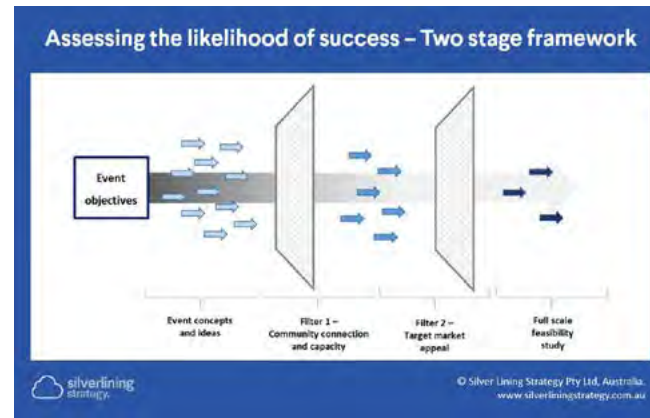 Assessing the likelihood of success – Two stage framework
Event
objectives
Event concepts
and ideas
Filter 1 –
Community connection
and capacity
Filter 2 –
Target market
appeal
Full scale
feasibility
study
silverlining
strategy.
© Silver Lining Strategy Pty Ltd, Australia.
www.silverliningstrategy.com.au